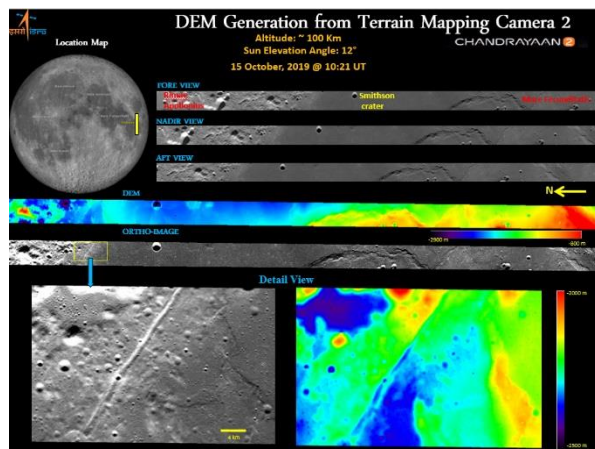 DEM Generation from Terrain Mapping Camera 2
Altitude: ~ 100 Km
Sun Elevation Angle: 12°
15 October, 2019 @ 10:21 UT
इसरो isro
CHANDRAYAAN 2
Location Map
FORE VIEW
Smithson
crater
NADIR VIEW
AFT VIEW
N
DEM
-2900 m
-800 m
ORTHO-IMAGE
Detail View
4 km
-2000 m